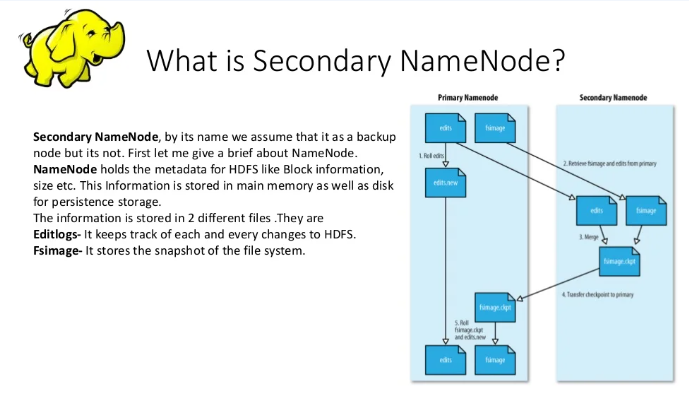 What is Secondary NameNode?
Secondary NameNode, by its name we assume that it as a backup
node but its not. First let me give a brief about NameNode.
NameNode holds the metadata for HDFS like Block information,
size etc. This Information is stored in main memory as well as disk
for persistence storage.
The information is stored in 2 different files .They are
Editlogs- It keeps track of each and every changes to HDFS.
Fsimage- It stores the snapshot of the file system.
Primary Namenode
Secondary Namenode
edits
fsimage
1. Roll edits
2. Retrieve fsimage and edits from primary
edits.new
edits
fsimage
3. Merge
fsimage.ckpt
4. Transfer checkpoint to primary
fsimage.ckpt
5. Roll
fsimage.ckpt
and edits.new
edits
fsimage